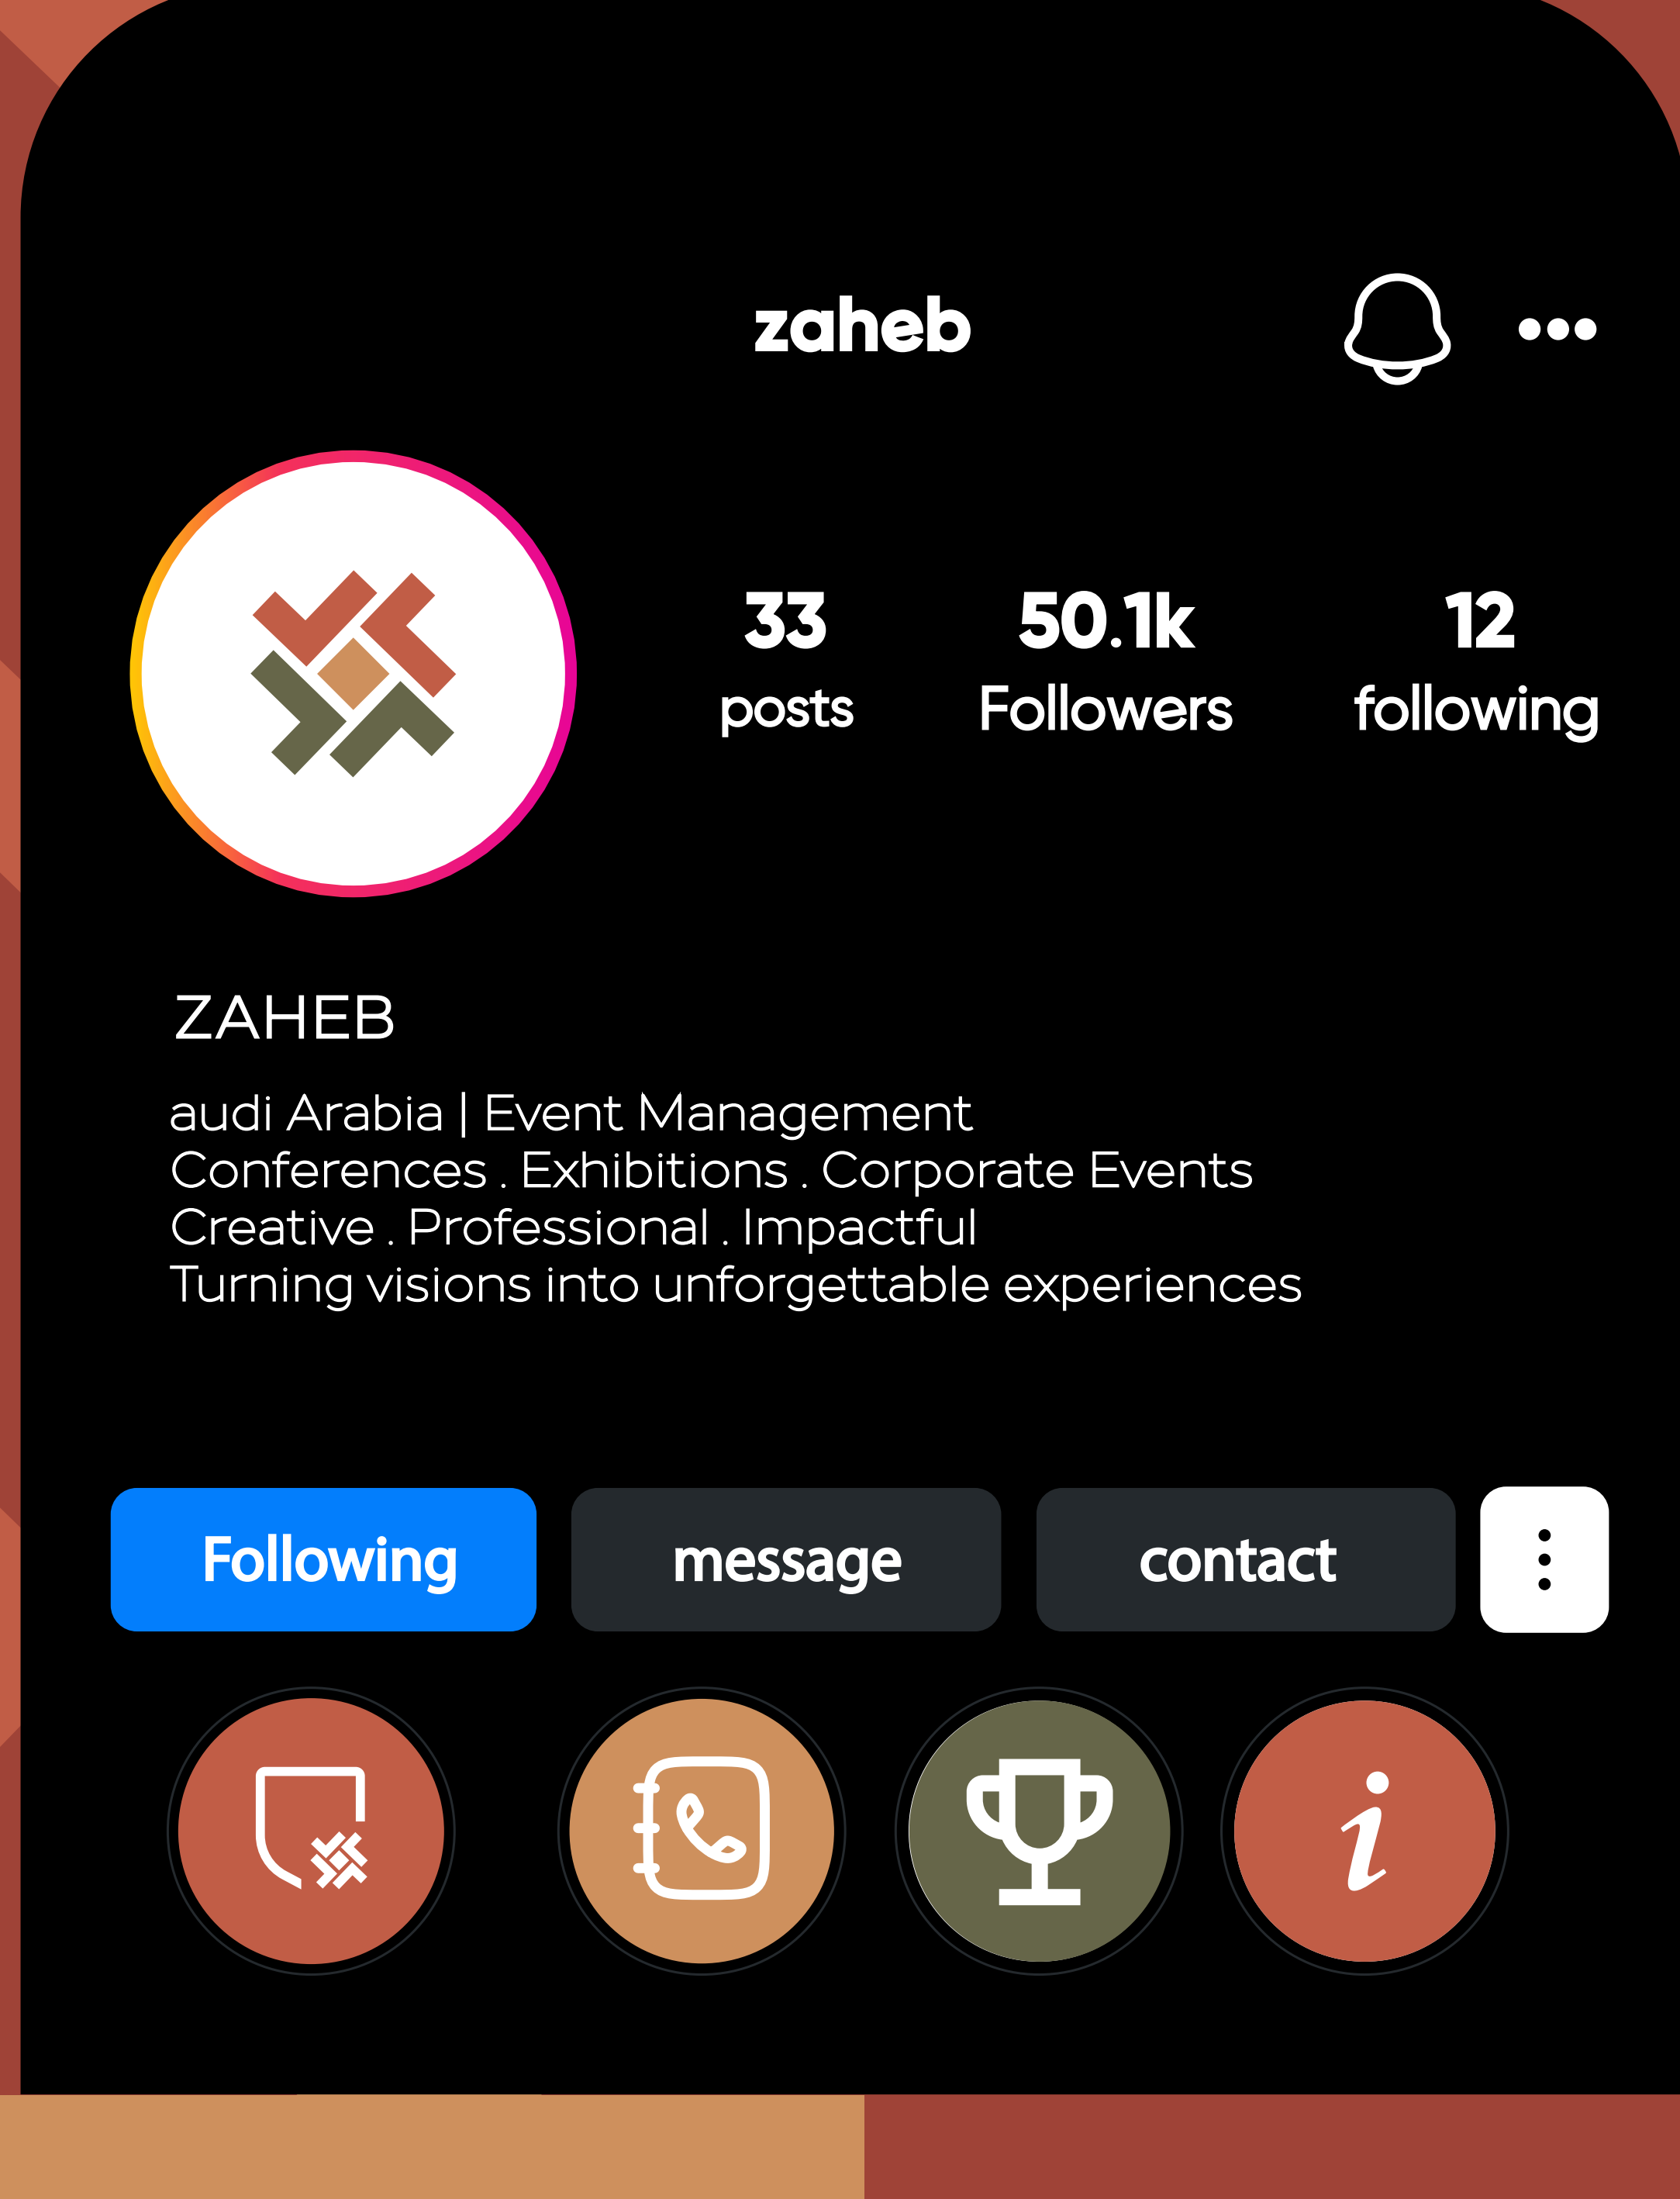 zaheb
33
50.1k
12
posts
Followers
following
ZAHEB
audi Arabia | Event Management
Conferences . Exhibitions . Corporate Events
Creative . Professional . Impactful
Turning visions into unforgettable experiences
Following
message
contact
i